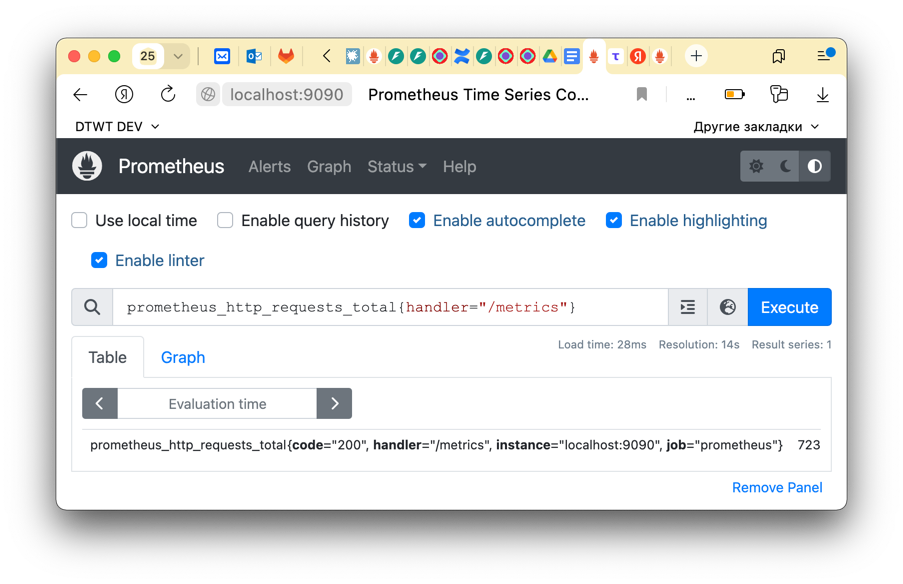 25
localhost:9090 Prometheus Time Series Co... ...
DTWT DEV Другие закладки
Prometheus Alerts Graph Status Help
Use local time Enable query history Enable autocomplete Enable highlighting
Enable linter
prometheus_http_requests_total{handler="/metrics"} Execute
Load time: 28ms Resolution: 14s Result series: 1
Table Graph
Evaluation time
prometheus_http_requests_total{code="200", handler="/metrics", instance="localhost:9090", job="prometheus"} 723
Remove Panel